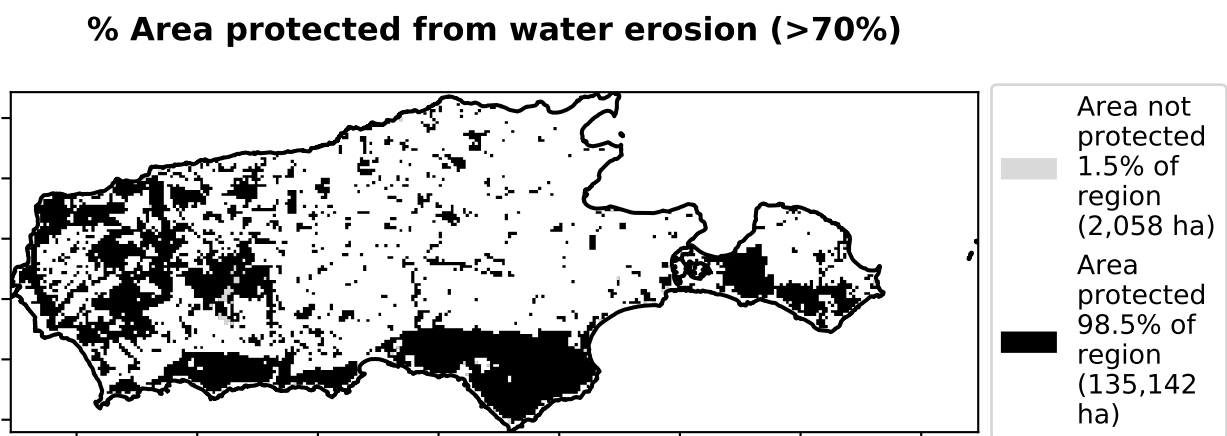 % Area protected from water erosion (>70%)
Area not
protected
1.5% of
region
(2,058 ha)
Area
protected
98.5% of
region
(135,142
ha)